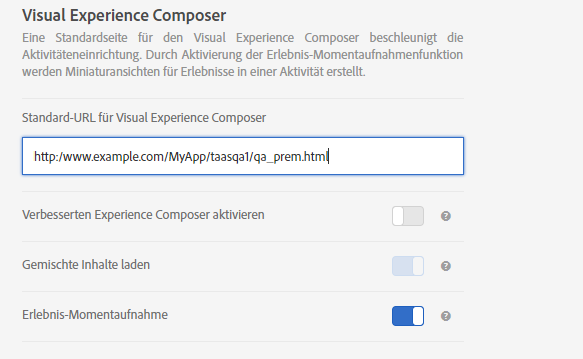 Visual Experience Composer
Eine Standardseite für den Visual Experience Composer beschleunigt die
Aktivitäteneinrichtung. Durch Aktivierung der Erlebnis-Momentaufnahmenfunktion
werden Miniaturansichten für Erlebnisse in einer Aktivität erstellt.
Standard-URL für Visual Experience Composer
http:/www.example.com/MyApp/taasqa1/qa_prem.html
Verbesserten Experience Composer aktivieren
?
Gemischte Inhalte laden
?
Erlebnis-Momentaufnahme
?